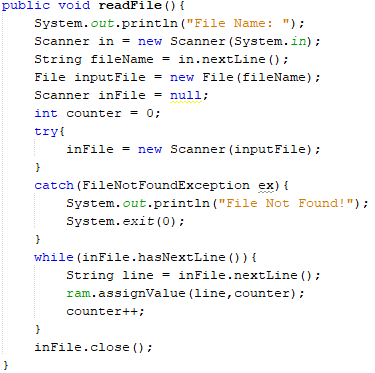 public void readFile(){
    System.out.println("File Name: ");
    Scanner in = new Scanner(System.in);
    String fileName = in.nextLine();
    File inputFile = new File(fileName);
    Scanner inFile = null;
    int counter = 0;
    try{
        inFile = new Scanner(inputFile);
    }
    catch(FileNotFoundException ex){
        System.out.println("File Not Found!");
        System.exit(0);
    }
    while(inFile.hasNextLine()){
        String line = inFile.nextLine();
        ram.assignValue(line,counter);
        counter++;
    }
    inFile.close();
}